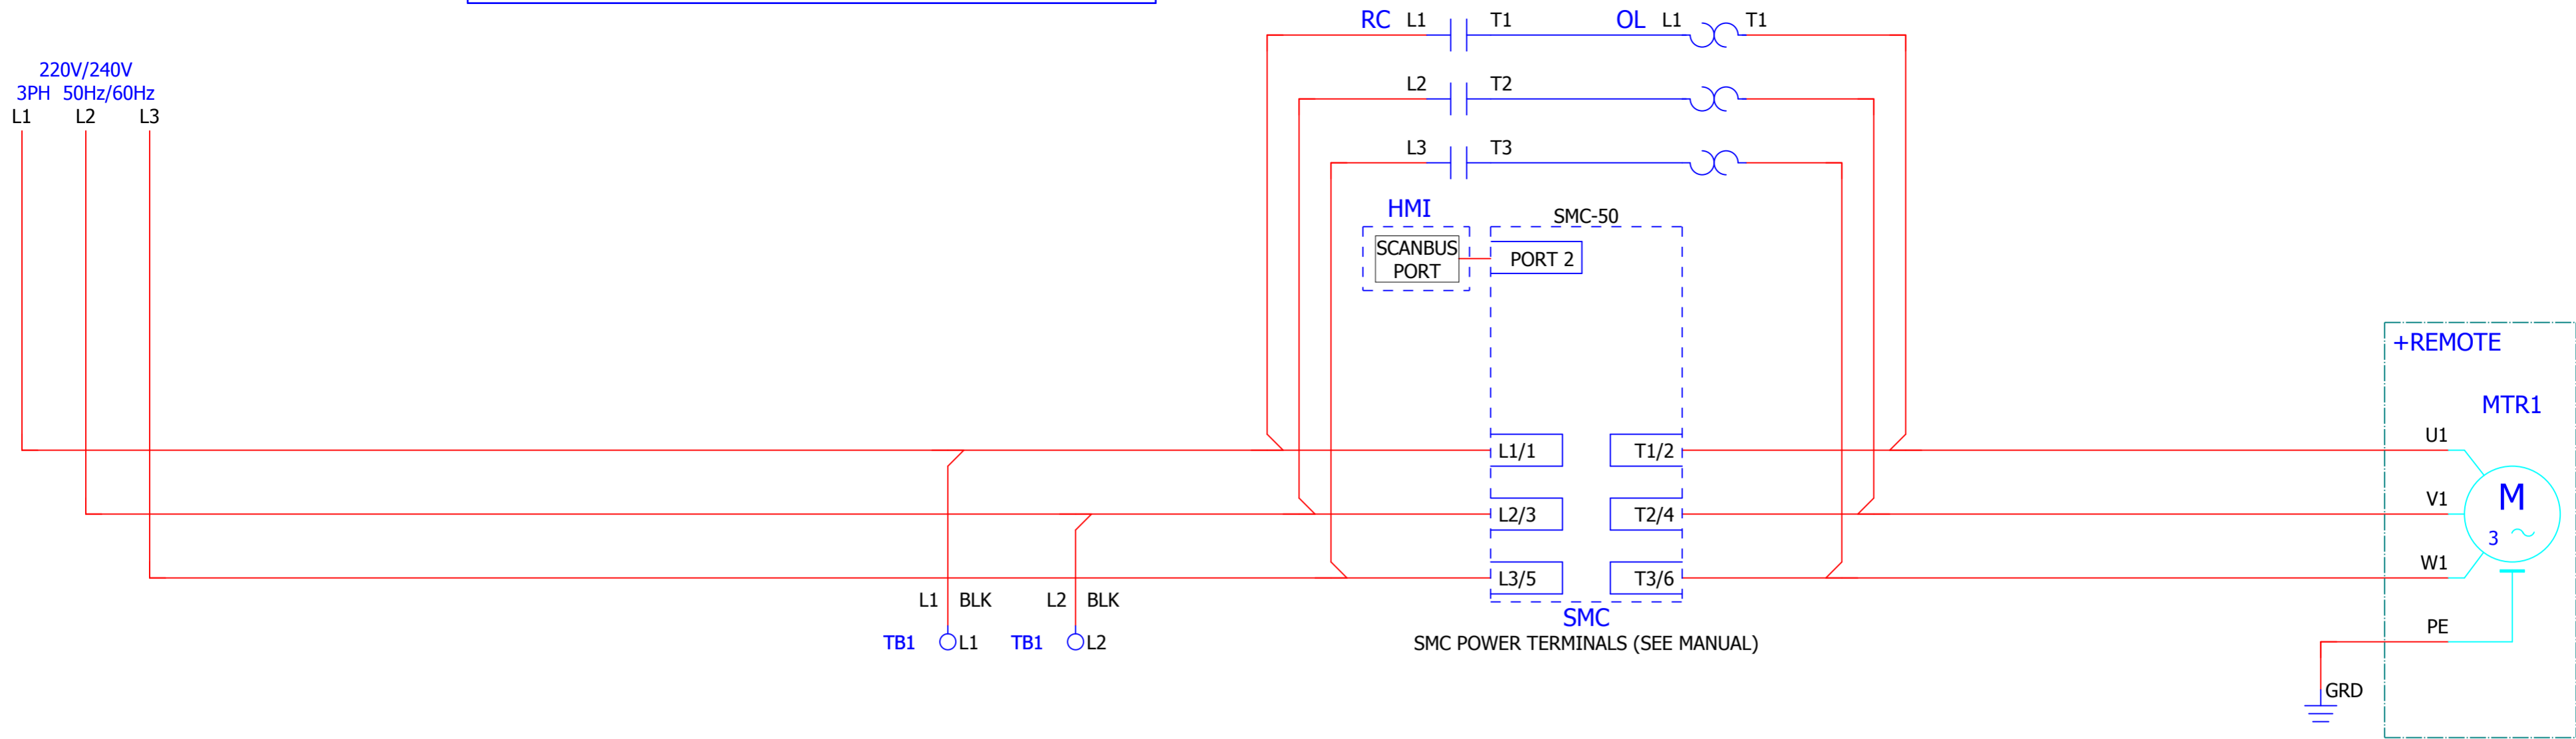 RC L1 T1 OL L1 T1
220V/240V
3PH 50Hz/60Hz
L1 L2 L3
L2 T2
L3 T3
HMI
SMC-50
SCANBUS
PORT
PORT 2
+REMOTE
MTR1
L1/1 T1/2 U1
L2/3 T2/4 V1
M
3
L3/5 T3/6 W1
L1 BLK L2 BLK
SMC
TB1 L1 TB1 L2
SMC POWER TERMINALS (SEE MANUAL)
PE
GRD